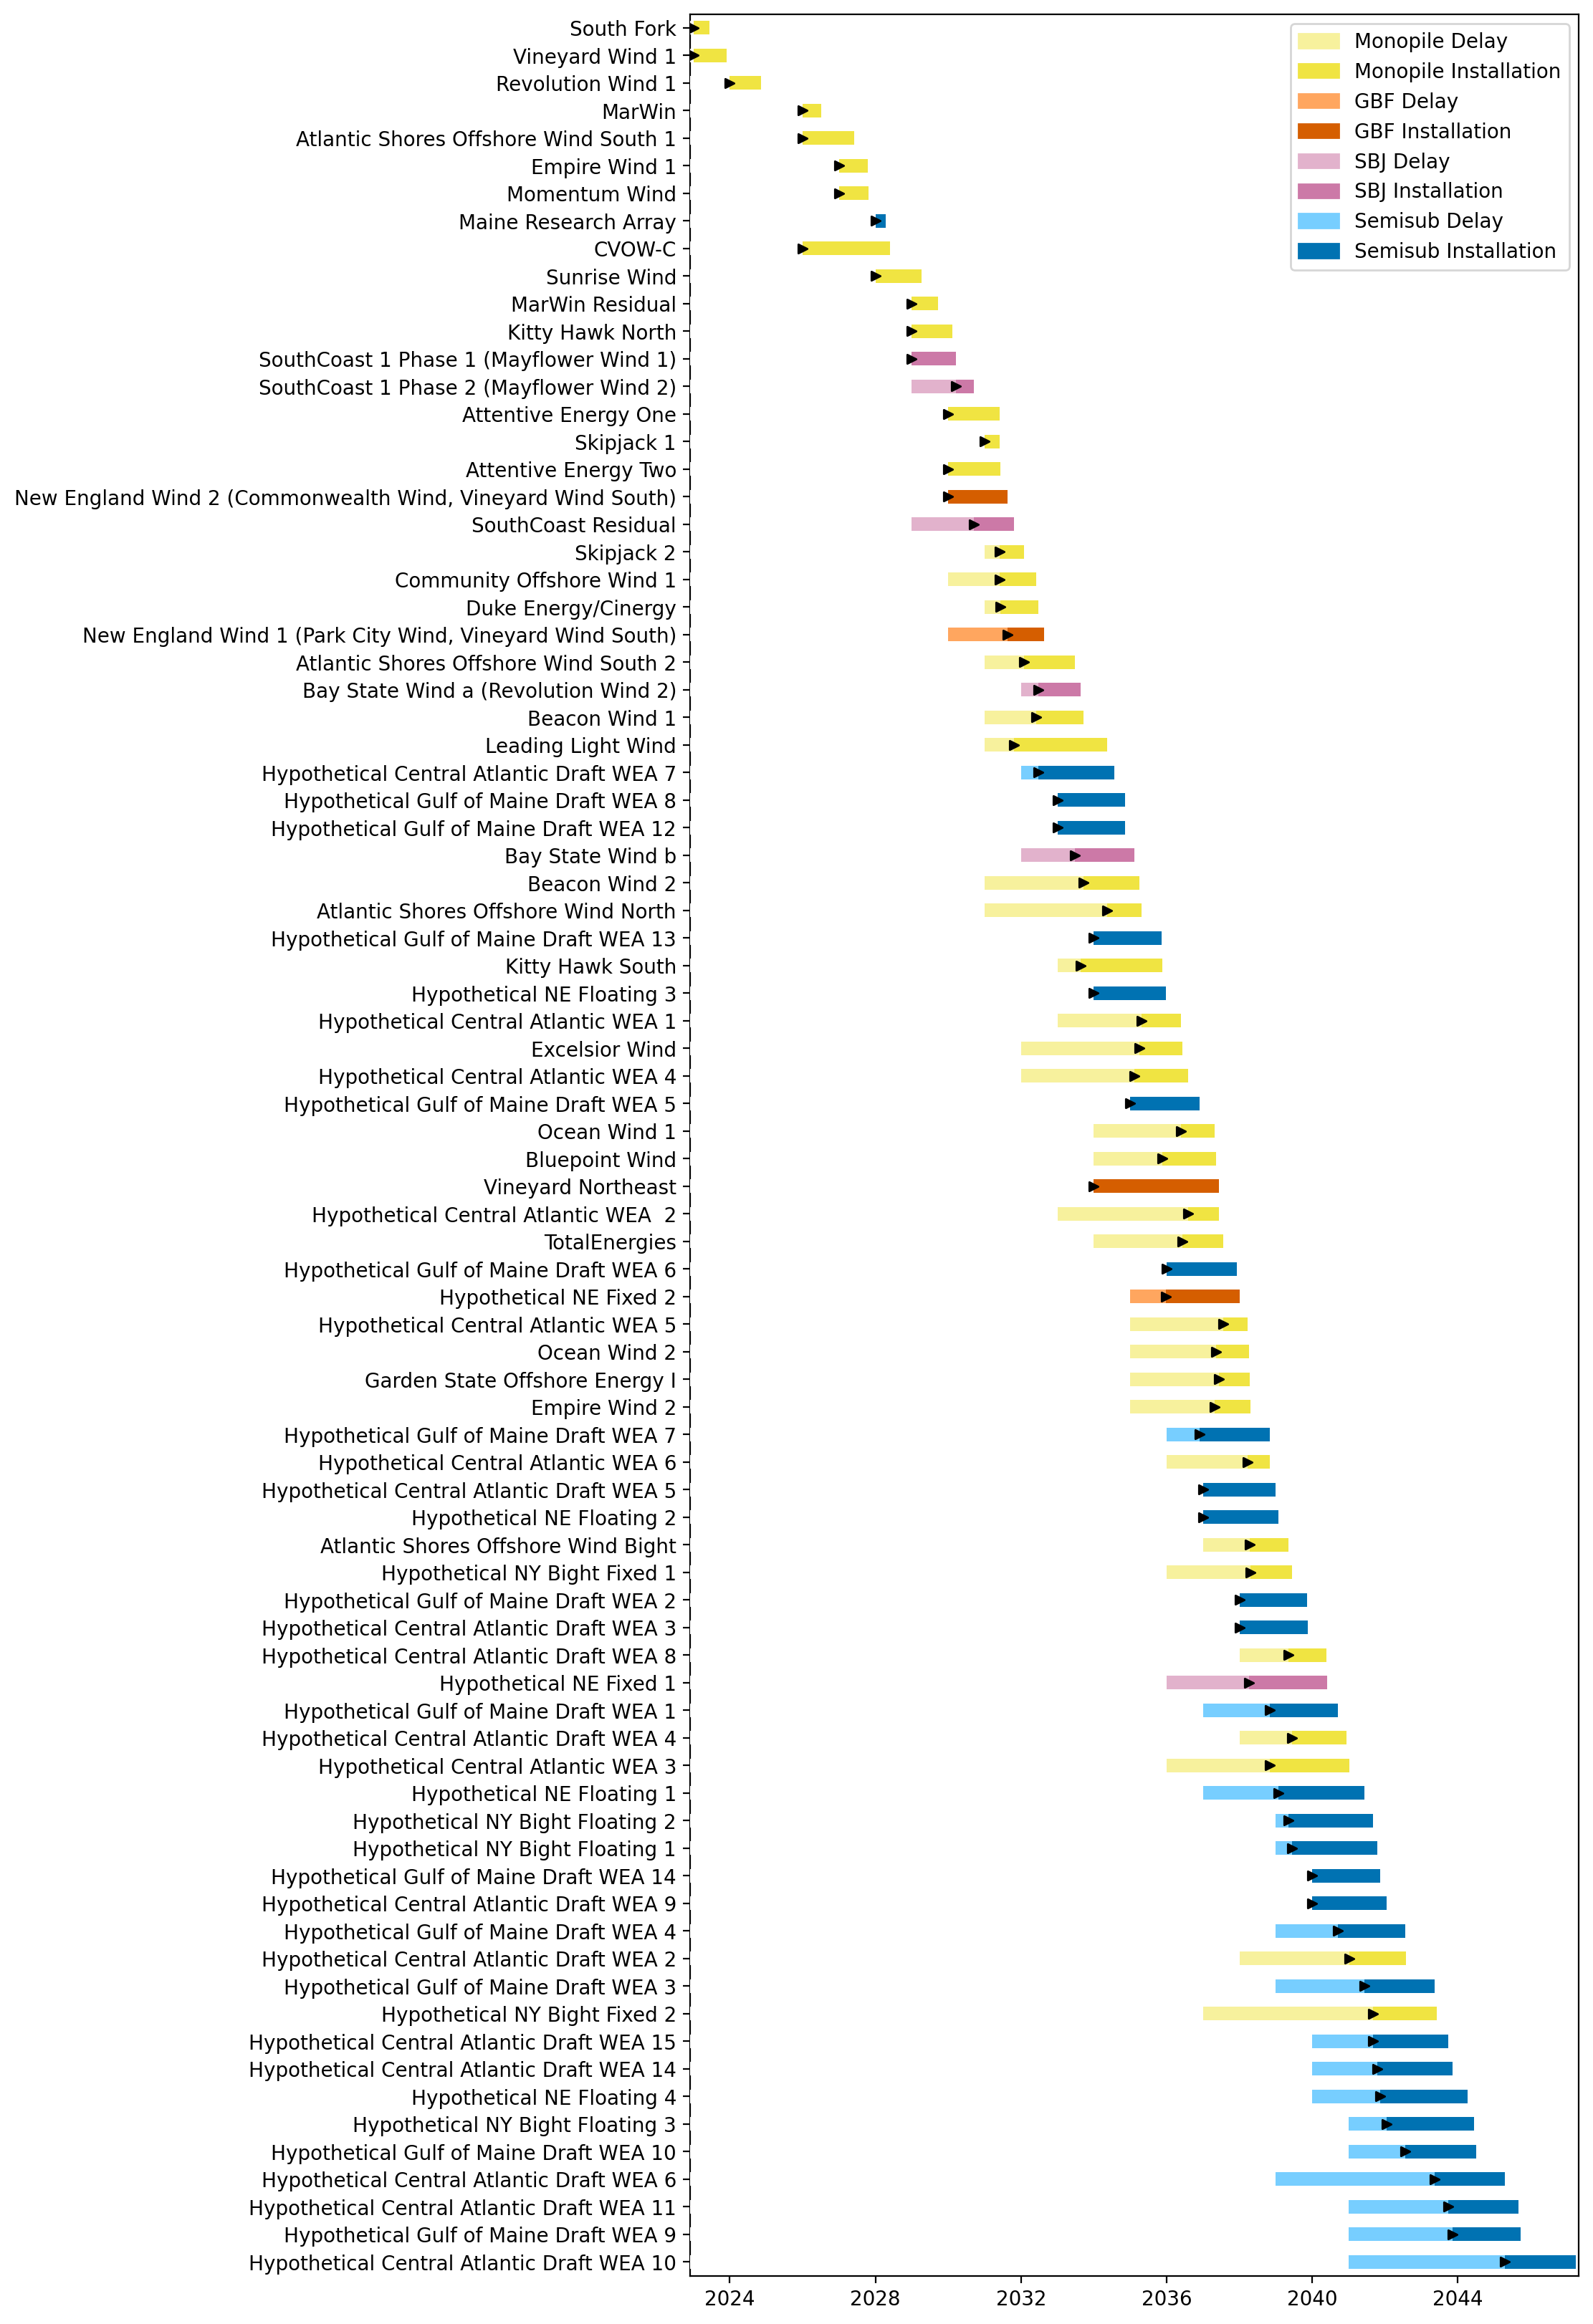 South Fork
Vineyard Wind 1
Revolution Wind 1
MarWin
Atlantic Shores Offshore Wind South 1
Empire Wind 1
Momentum Wind
Maine Research Array
CVOW-C
Sunrise Wind
MarWin Residual
Kitty Hawk North
SouthCoast 1 Phase 1 (Mayflower Wind 1)
SouthCoast 1 Phase 2 (Mayflower Wind 2)
Attentive Energy One
Skipjack 1
Attentive Energy Two
New England Wind 2 (Commonwealth Wind, Vineyard Wind South)
SouthCoast Residual
Skipjack 2
Community Offshore Wind 1
Duke Energy/Cinergy
New England Wind 1 (Park City Wind, Vineyard Wind South)
Atlantic Shores Offshore Wind South 2
Bay State Wind a (Revolution Wind 2)
Beacon Wind 1
Leading Light Wind
Hypothetical Central Atlantic Draft WEA 7
Hypothetical Gulf of Maine Draft WEA 8
Hypothetical Gulf of Maine Draft WEA 12
Bay State Wind b
Beacon Wind 2
Atlantic Shores Offshore Wind North
Hypothetical Gulf of Maine Draft WEA 13
Kitty Hawk South
Hypothetical NE Floating 3
Hypothetical Central Atlantic WEA 1
Excelsior Wind
Hypothetical Central Atlantic WEA 4
Hypothetical Gulf of Maine Draft WEA 5
Ocean Wind 1
Bluepoint Wind
Vineyard Northeast
Hypothetical Central Atlantic WEA  2
TotalEnergies
Hypothetical Gulf of Maine Draft WEA 6
Hypothetical NE Fixed 2
Hypothetical Central Atlantic WEA 5
Ocean Wind 2
Garden State Offshore Energy I
Empire Wind 2
Hypothetical Gulf of Maine Draft WEA 7
Hypothetical Central Atlantic WEA 6
Hypothetical Central Atlantic Draft WEA 5
Hypothetical NE Floating 2
Atlantic Shores Offshore Wind Bight
Hypothetical NY Bight Fixed 1
Hypothetical Gulf of Maine Draft WEA 2
Hypothetical Central Atlantic Draft WEA 3
Hypothetical Central Atlantic Draft WEA 8
Hypothetical NE Fixed 1
Hypothetical Gulf of Maine Draft WEA 1
Hypothetical Central Atlantic Draft WEA 4
Hypothetical Central Atlantic WEA 3
Hypothetical NE Floating 1
Hypothetical NY Bight Floating 2
Hypothetical NY Bight Floating 1
Hypothetical Gulf of Maine Draft WEA 14
Hypothetical Central Atlantic Draft WEA 9
Hypothetical Gulf of Maine Draft WEA 4
Hypothetical Central Atlantic Draft WEA 2
Hypothetical Gulf of Maine Draft WEA 3
Hypothetical NY Bight Fixed 2
Hypothetical Central Atlantic Draft WEA 15
Hypothetical Central Atlantic Draft WEA 14
Hypothetical NE Floating 4
Hypothetical NY Bight Floating 3
Hypothetical Gulf of Maine Draft WEA 10
Hypothetical Central Atlantic Draft WEA 6
Hypothetical Central Atlantic Draft WEA 11
Hypothetical Gulf of Maine Draft WEA 9
Hypothetical Central Atlantic Draft WEA 10
Monopile Delay
Monopile Installation
GBF Delay
GBF Installation
SBJ Delay
SBJ Installation
Semisub Delay
Semisub Installation
2024 2028 2032 2036 2040 2044